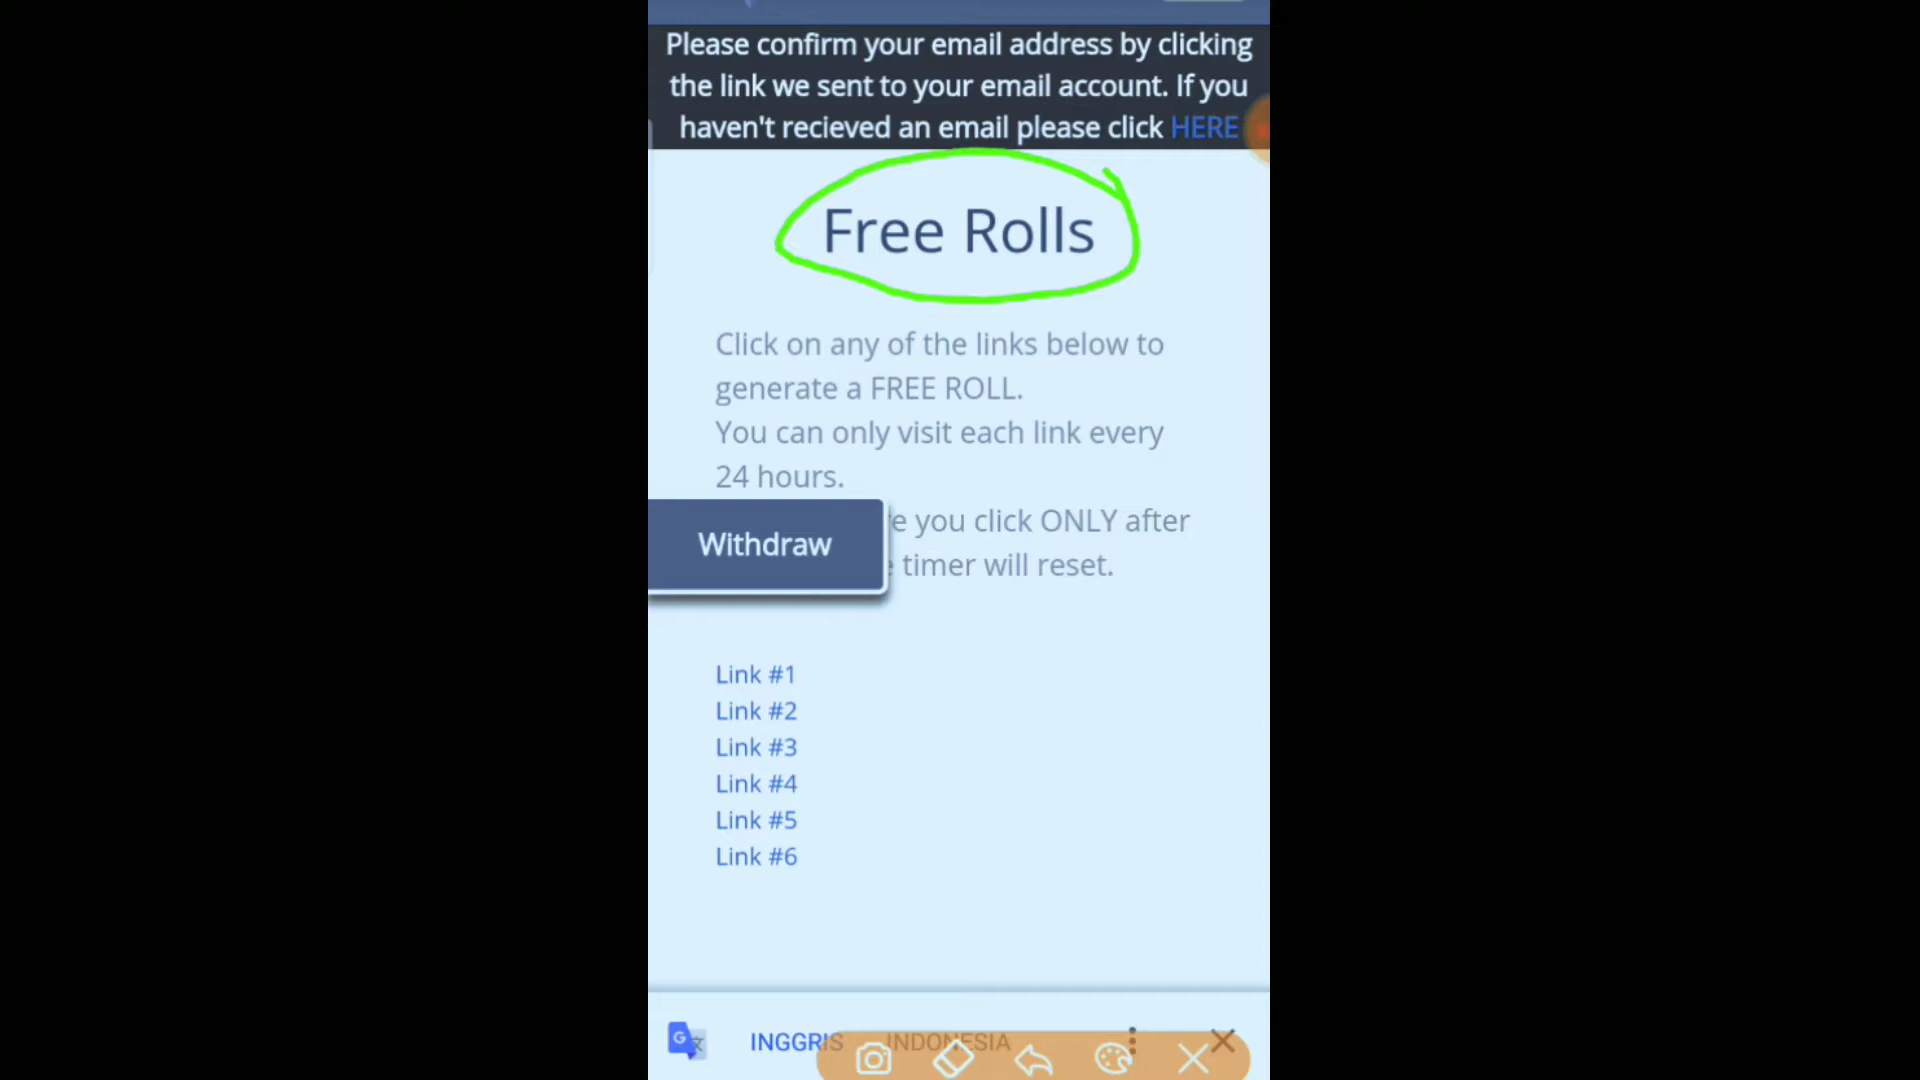 Please confirm your email address by clicking
the link we sent to your email account. If you
haven't recieved an email please click HERE
Free Rolls
Click on any of the links below to
generate a FREE ROLL.
You can only visit each link every
24 hours.
you click ONLY after
Withdraw
timer will reset.
Link #1
Link #2
Link #3
Link #4
Link #5
Link #6
INGGRIS INDONESIA